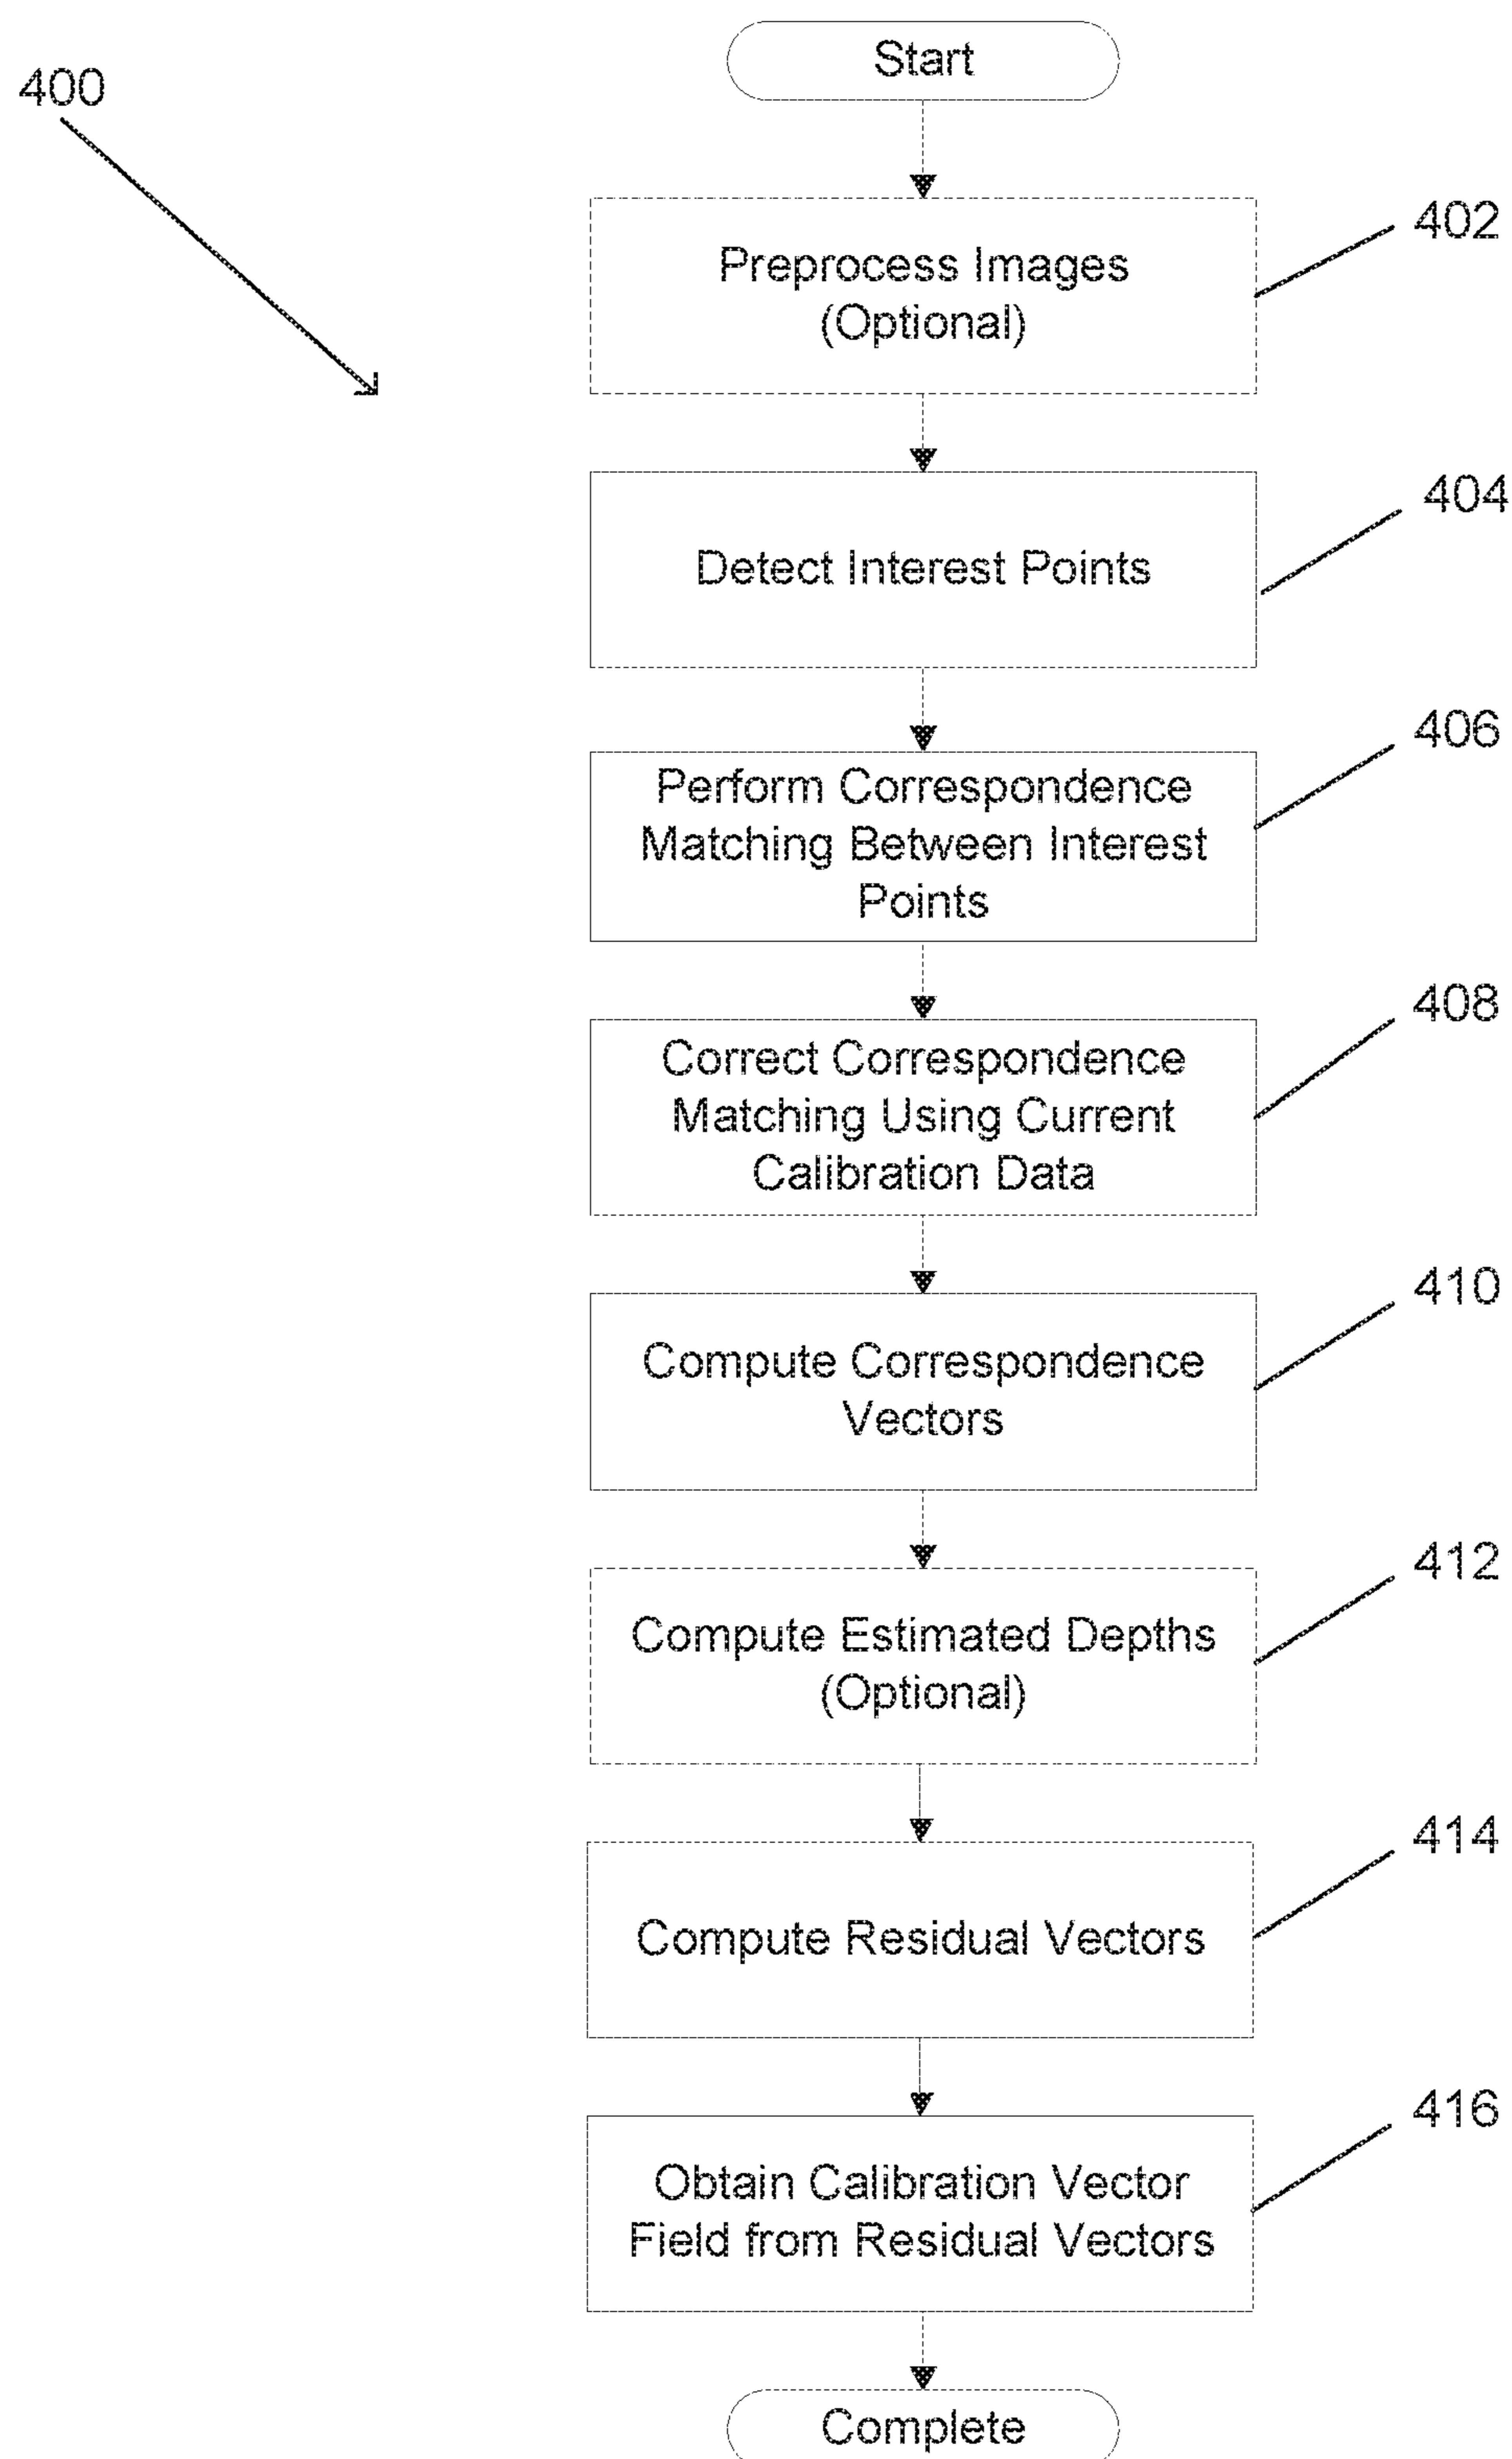 Start
400
Preprocess Images
(Optional)
402
Detect Interest Points
404
Perform Correspondence
Matching Between Interest
Points
406
Correct Correspondence
Matching Using Current
Calibration Data
408
Compute Correspondence
Vectors
410
Compute Estimated Depths
(Optional)
412
Compute Residual Vectors
414
Obtain Calibration Vector
Field from Residual Vectors
416
Complete